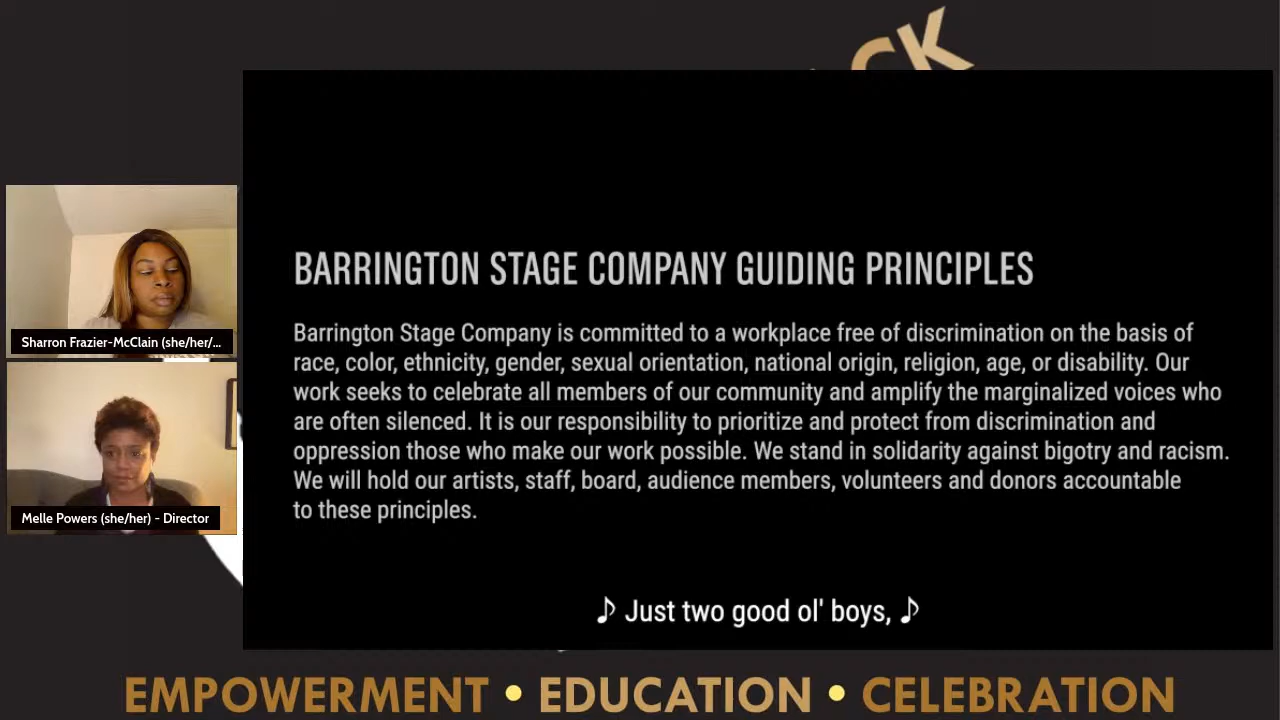 CK
BARRINGTON STAGE COMPANY GUIDING PRINCIPLES
Barrington Stage Company is committed to a workplace free of discrimination on the basis of
race, color, ethnicity, gender, sexual orientation, national origin, religion, age, or disability. Our
work seeks to celebrate all members of our community and amplify the marginalized voices who
are often silenced. It is our responsibility to prioritize and protect from discrimination and
oppression those who make our work possible. We stand in solidarity against bigotry and racism.
We will hold our artists, staff, board, audience members, volunteers and donors accountable
to these principles.
♪ Just two good ol' boys, ♪
Sharron Frazier-McClain (she/her/...
Melle Powers (she/her) - Director
EMPOWERMENT • EDUCATION • CELEBRATION